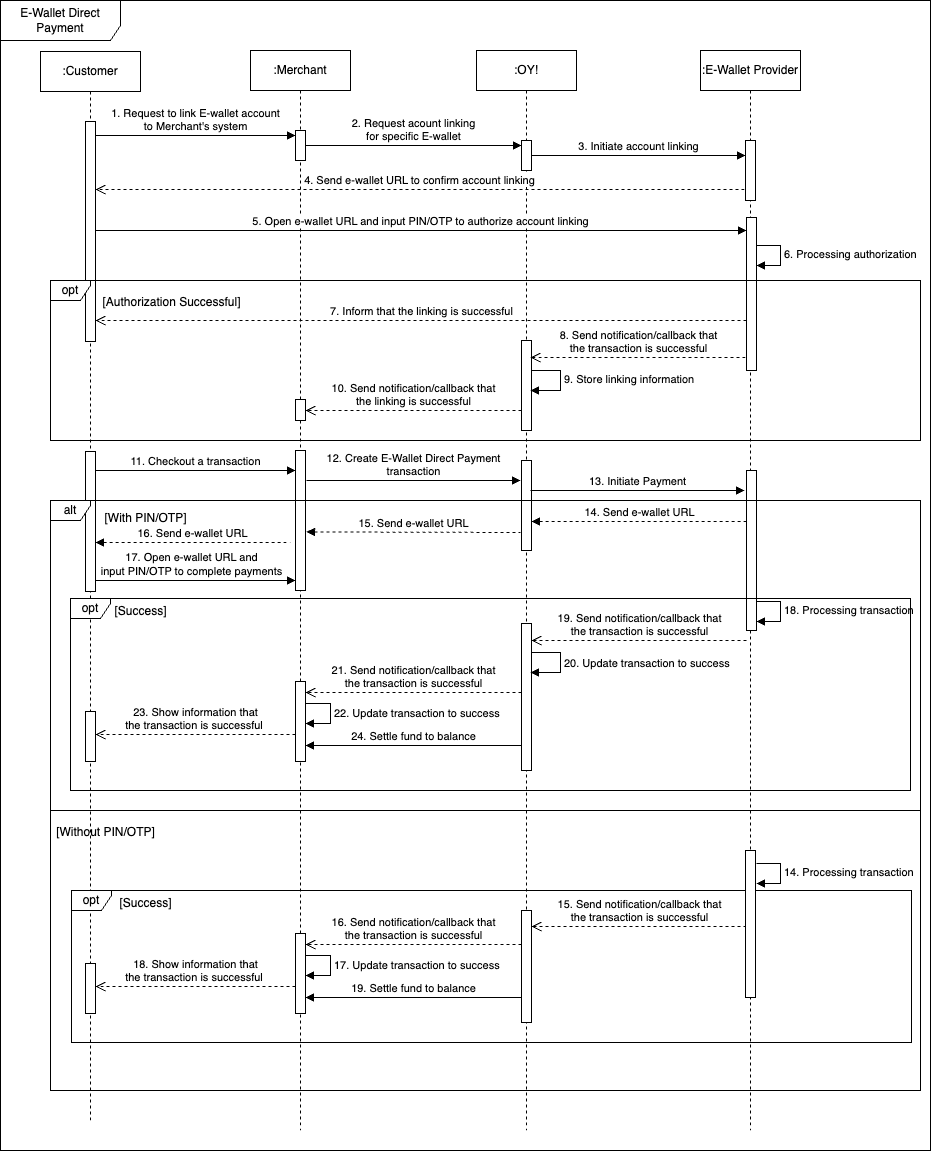 E-Wallet Direct
Payment
:Customer
:Merchant
:OY!
:E-Wallet Provider
1. Request to link E-wallet account
to Merchant's system
2. Request acount linking
for specific E-wallet
3. Initiate account linking
4. Send e-wallet URL to confirm account linking
5. Open e-wallet URL and input PIN/OTP to authorize account linking
6. Processing authorization
opt
[Authorization Successful]
7. Inform that the linking is successful
8. Send notification/callback that
the transaction is successful
9. Store linking information
10. Send notification/callback that
the linking is successful
11. Checkout a transaction
12. Create E-Wallet Direct Payment
transaction
13. Initiate Payment
alt
[With PIN/OTP]
14. Send e-wallet URL
15. Send e-wallet URL
16. Send e-wallet URL
17. Open e-wallet URL and
input PIN/OTP to complete payments
opt
[Success]
18. Processing transaction
19. Send notification/callback that
the transaction is successful
20. Update transaction to success
21. Send notification/callback that
the transaction is successful
22. Update transaction to success
23. Show information that
the transaction is successful
24. Settle fund to balance
[Without PIN/OTP]
14. Processing transaction
opt
[Success]
15. Send notification/callback that
the transaction is successful
16. Send notification/callback that
the transaction is successful
17. Update transaction to success
18. Show information that
the transaction is successful
19. Settle fund to balance